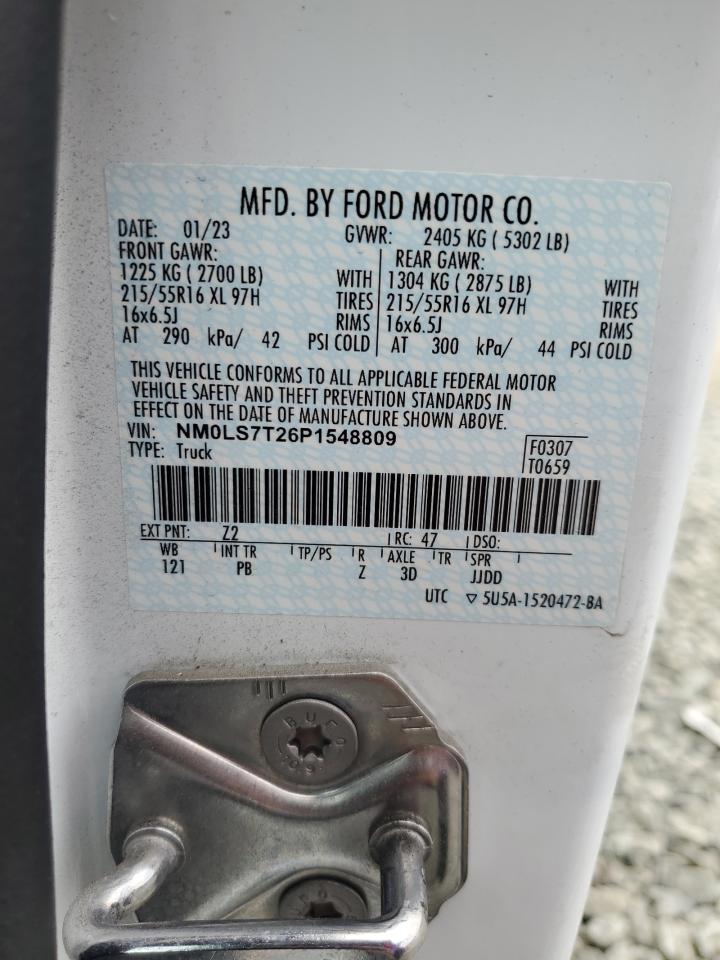 MFD. BY FORD MOTOR CO.
DATE: 01/23 GVWR: 2405 KG ( 5302 LB)
FRONT GAWR: REAR GAWR:
1225 KG ( 2700 LB) WITH 1304 KG ( 2875 LB) WITH
215/55R16 XL 97H TIRES 215/55R16 XL 97H TIRES
16x6.5J RIMS 16x6.5J RIMS
AT 290 kPa/ 42 PSI COLD AT 300 kPa/ 44 PSI COLD
THIS VEHICLE CONFORMS TO ALL APPLICABLE FEDERAL MOTOR
VEHICLE SAFETY AND THEFT PREVENTION STANDARDS IN
EFFECT ON THE DATE OF MANUFACTURE SHOWN ABOVE.
VIN: NM0LS7T26P1548809 F0307
TYPE: Truck T0659
EXT PNT: Z2 RC: 47 DSO:
WB INT TR TP/PS R AXLE TR SPR
121 PB Z 3D JJDD
UTC ▽ 5U5A-1520472-BA
BUFO